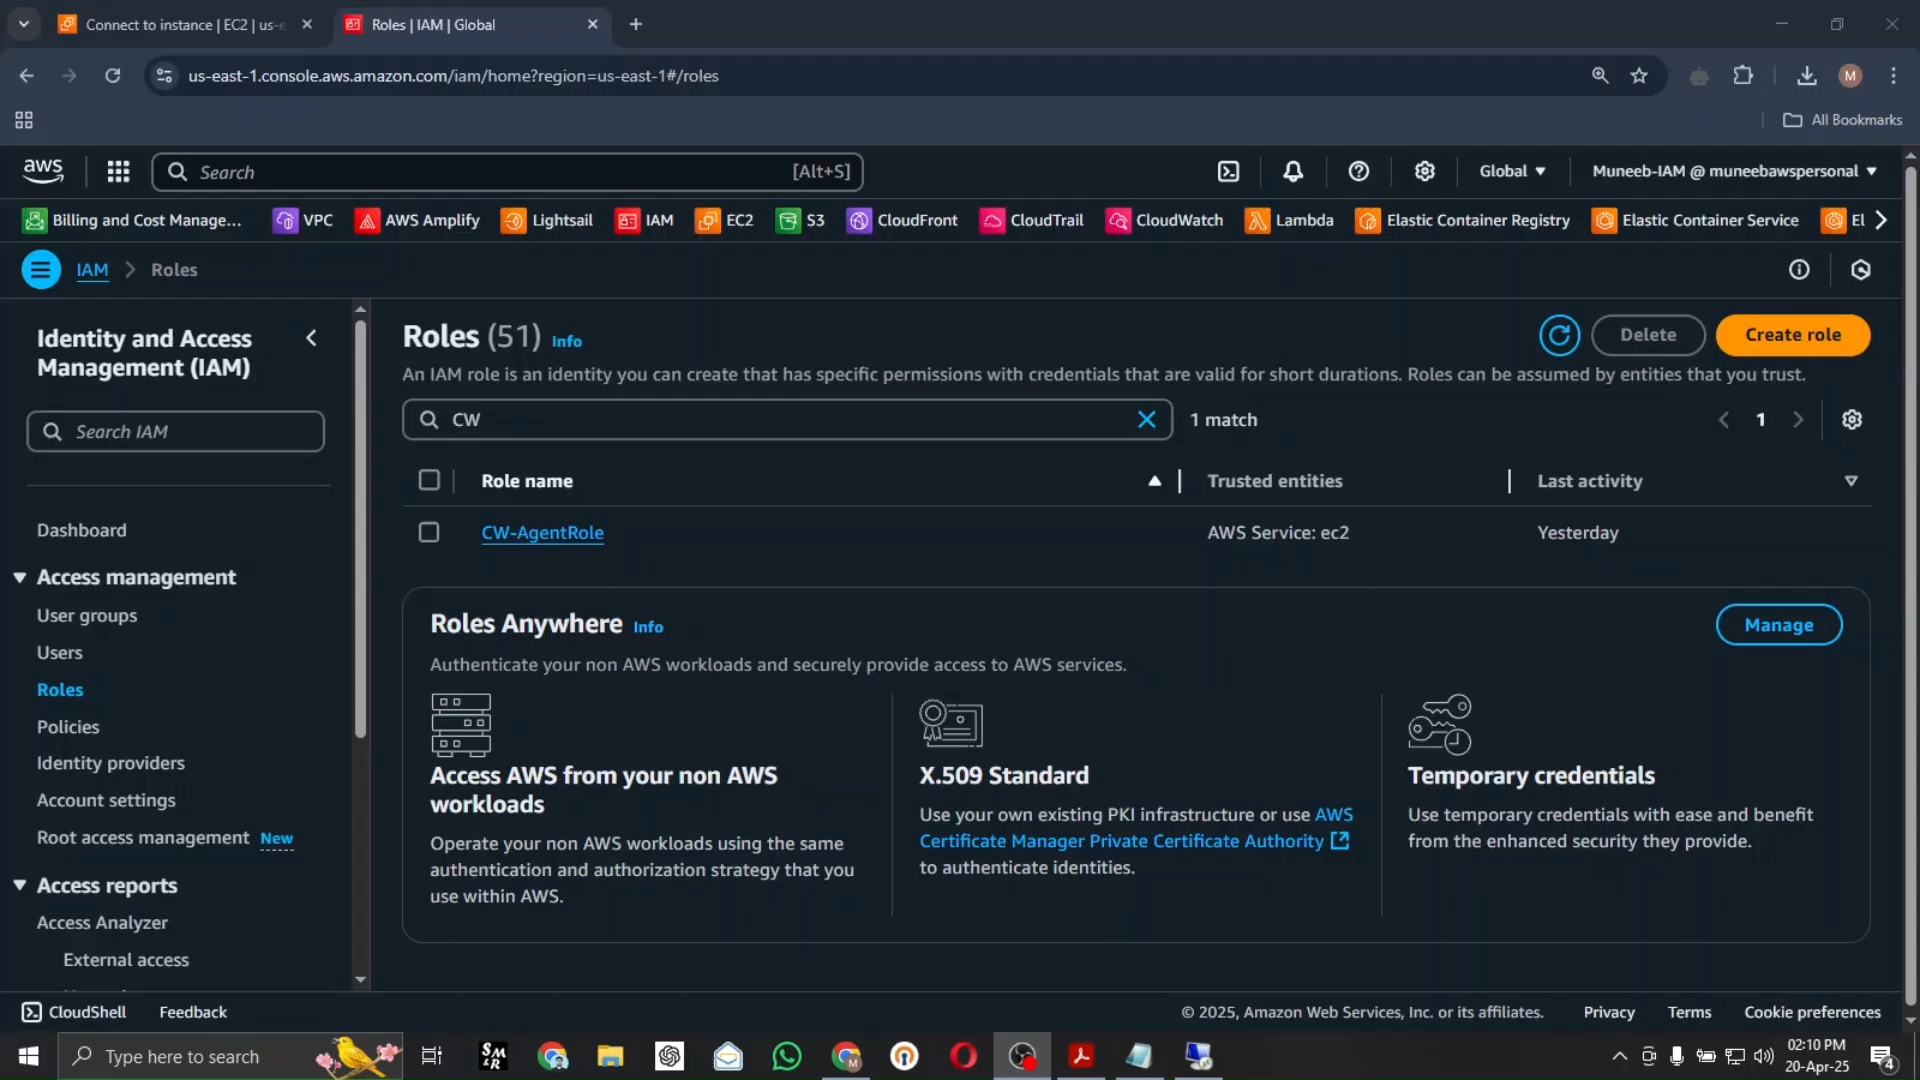 Connect to instance | EC2 | us-e
Roles | IAM | Global
us-east-1.console.aws.amazon.com/iam/home?region=us-east-1#/roles
M
All Bookmarks
aws
Search
[Alt+S]
Global
Muneeb-IAM @ muneebawspersonal
Billing and Cost Manage...
VPC
AWS Amplify
Lightsail
IAM
EC2
S3
CloudFront
CloudTrail
CloudWatch
Lambda
Elastic Container Registry
Elastic Container Service
El
IAM
Roles
Identity and Access
Management (IAM)
Search IAM
Dashboard
Access management
User groups
Users
Roles
Policies
Identity providers
Account settings
Root access management New
Access reports
Access Analyzer
External access
Roles (51) Info
Delete
Create role
An IAM role is an identity you can create that has specific permissions with credentials that are valid for short durations. Roles can be assumed by entities that you trust.
CW
1 match
1
Role name
Trusted entities
Last activity
CW-AgentRole
AWS Service: ec2
Yesterday
Roles Anywhere Info
Manage
Authenticate your non AWS workloads and securely provide access to AWS services.
Access AWS from your non AWS
workloads
Operate your non AWS workloads using the same
authentication and authorization strategy that you
use within AWS.
X.509 Standard
Use your own existing PKI infrastructure or use AWS
Certificate Manager Private Certificate Authority
to authenticate identities.
Temporary credentials
Use temporary credentials with ease and benefit
from the enhanced security they provide.
CloudShell
Feedback
© 2025, Amazon Web Services, Inc. or its affiliates.
Privacy
Terms
Cookie preferences
Type here to search
02:10 PM
20-Apr-25
4